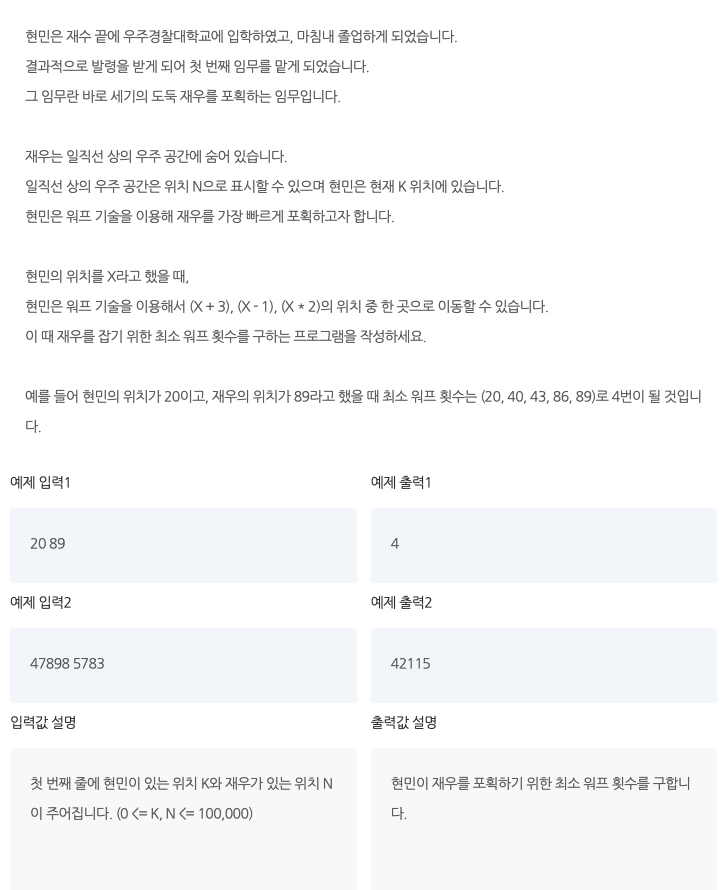 현민은 재수 끝에 우주경찰대학교에 입학하였고, 마침내 졸업하게 되었습니다.
결과적으로 발령을 받게 되어 첫 번째 임무를 맡게 되었습니다.
그 임무란 바로 세기의 도둑 재우를 포획하는 임무입니다.
재우는 일직선 상의 우주 공간에 숨어 있습니다.
일직선 상의 우주 공간은 위치 N으로 표시할 수 있으며 현민은 현재 K 위치에 있습니다.
현민은 워프 기술을 이용해 재우를 가장 빠르게 포획하고자 합니다.
현민의 위치를 X라고 했을 때,
현민은 워프 기술을 이용해서 (X + 3), (X - 1), (X * 2)의 위치 중 한 곳으로 이동할 수 있습니다.
이 때 재우를 잡기 위한 최소 워프 횟수를 구하는 프로그램을 작성하세요.
예를 들어 현민의 위치가 20이고, 재우의 위치가 89라고 했을 때 최소 워프 횟수는 (20, 40, 43, 86, 89)로 4번이 될 것입니
다.
예제 입력1
예제 출력1
20 89
4
예제 입력2
예제 출력2
47898 5783
42115
입력값 설명
출력값 설명
첫 번째 줄에 현민이 있는 위치 K와 재우가 있는 위치 N
이 주어집니다. (0 <= K, N <= 100,000)
현민이 재우를 포획하기 위한 최소 워프 횟수를 구합니
다.